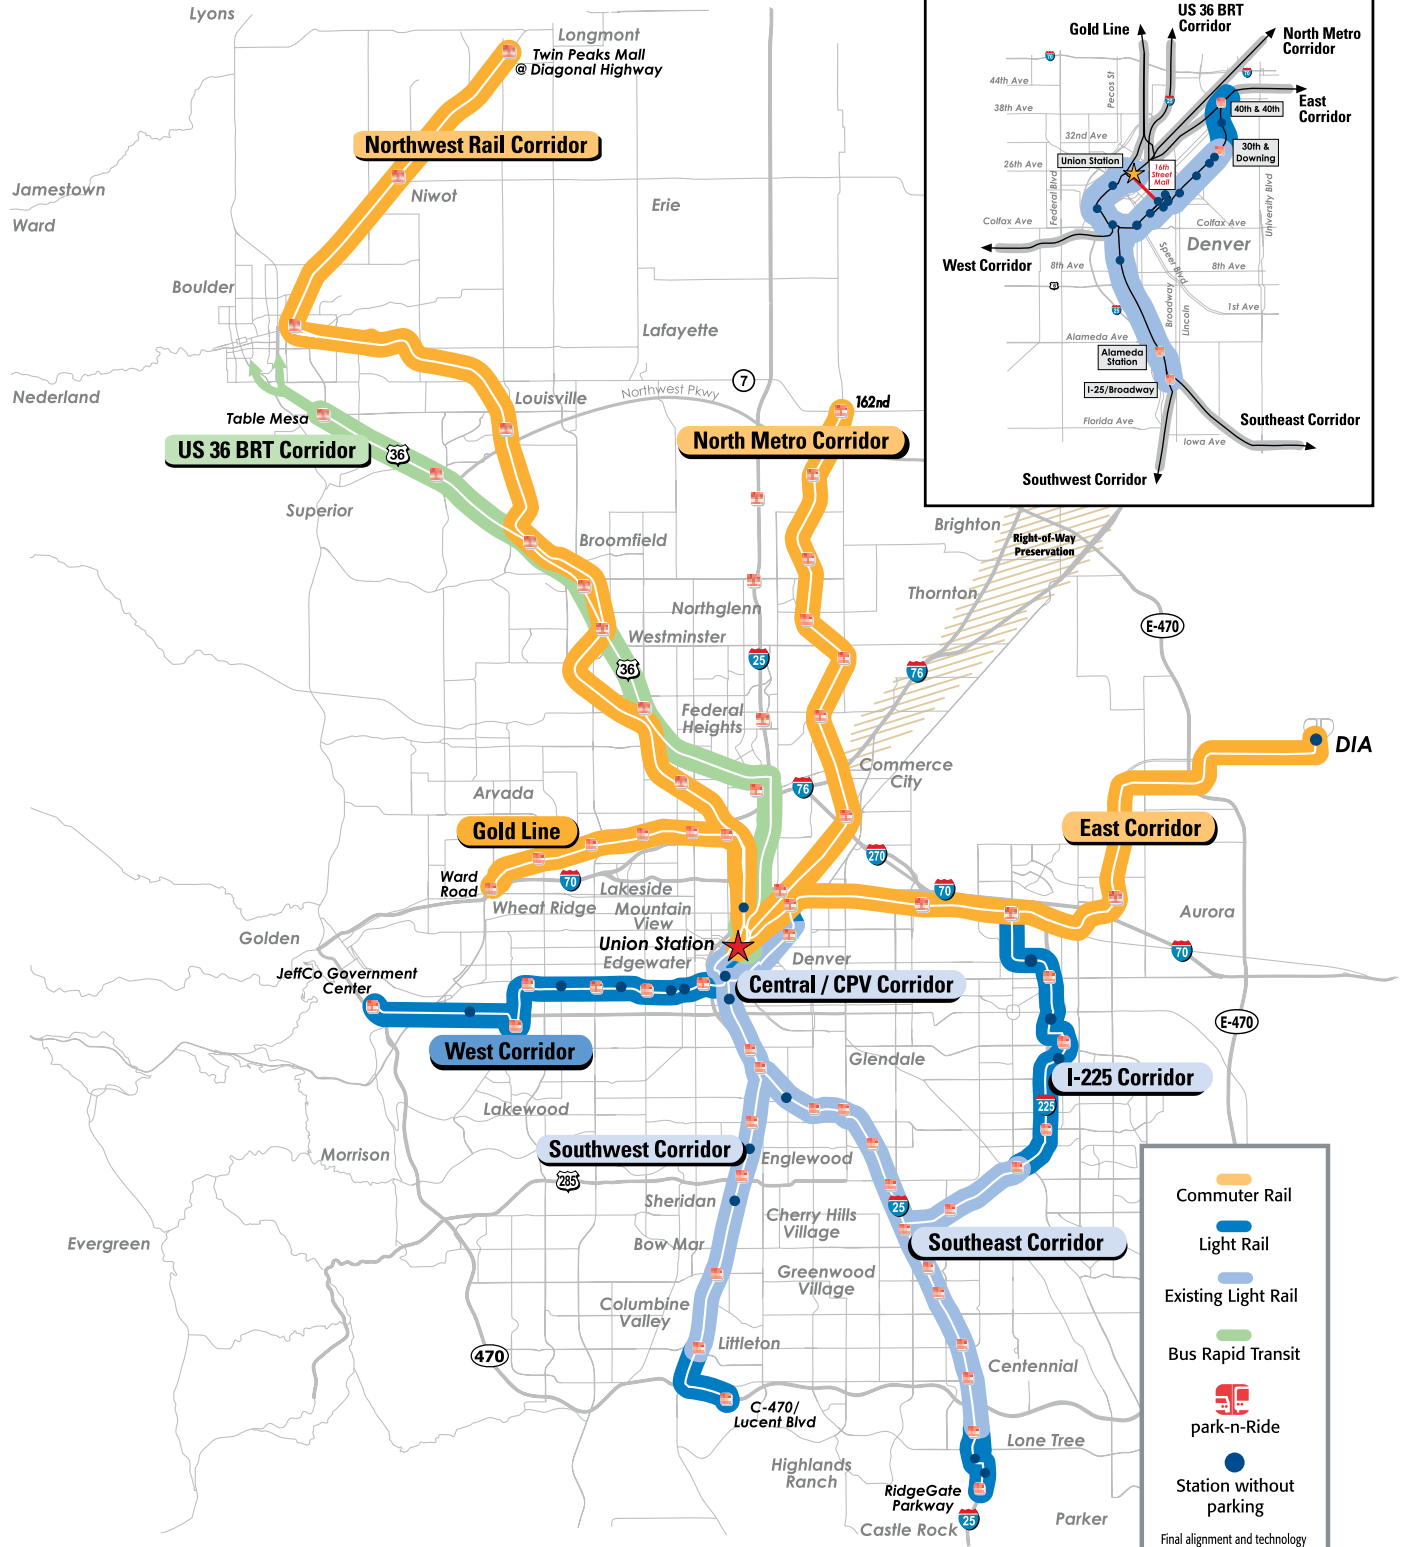 Lyons
Longmont
Twin Peaks Mall
@ Diagonal Highway
Northwest Rail Corridor
Jamestown
Niwot
Ward
Erie
Boulder
Lafayette
Nederland
Louisville
Northwest Pkwy
7
162nd
Table Mesa
US 36 BRT Corridor
36
North Metro Corridor
Superior
Broomfield
Brighton
Right-of-Way
Preservation
Thornton
Northglenn
Westminster
E-470
25
36
76
Federal
Heights
DIA
Commerce
City
76
Arvada
Gold Line
East Corridor
270
Ward
Road
70
Lakeside
70
Wheat Ridge
Mountain
View
Aurora
Golden
Union Station
Edgewater
Denver
70
JeffCo Government
Center
Central / CPV Corridor
E-470
West Corridor
Glendale
I-225 Corridor
225
Lakewood
Southwest Corridor
Englewood
Morrison
285
Sheridan
25
Cherry Hills
Village
Evergreen
Bow Mar
Southeast Corridor
Greenwood
Village
Columbine
Valley
Littleton
470
Centennial
C-470/
Lucent Blvd
Lone Tree
Highlands
Ranch
RidgeGate
Parkway
25
Castle Rock
Parker
Gold Line
US 36 BRT
Corridor
North Metro
Corridor
70
70
44th Ave
Pecos St
38th Ave
25
40th & 40th
East
Corridor
32nd Ave
Union Station
30th &
Downing
26th Ave
16th
Street
Mall
Federal Blvd
University Blvd
Colfax Ave
Colfax Ave
Denver
West Corridor
8th Ave
Speer Blvd
8th Ave
6
25
Broadway
Lincoln
1st Ave
Alameda Ave
Alameda
Station
I-25/Broadway
Florida Ave
Southeast Corridor
Iowa Ave
Southwest Corridor
Commuter Rail
Light Rail
Existing Light Rail
Bus Rapid Transit
park-n-Ride
Station without
parking
Final alignment and technology